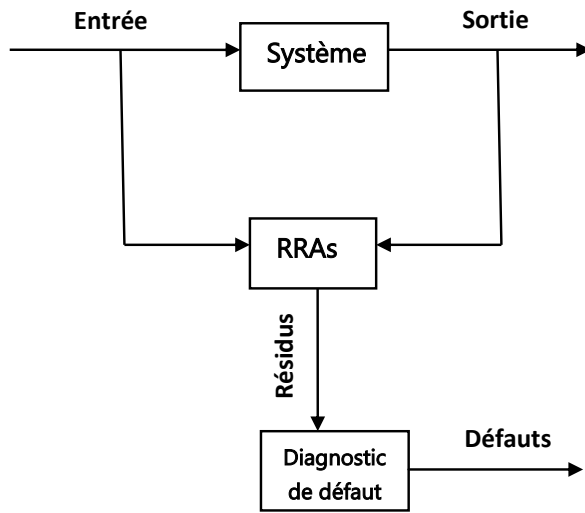 Entrée
Sortie
Système
RRAs
Résidus
Défauts
Diagnostic
de défaut